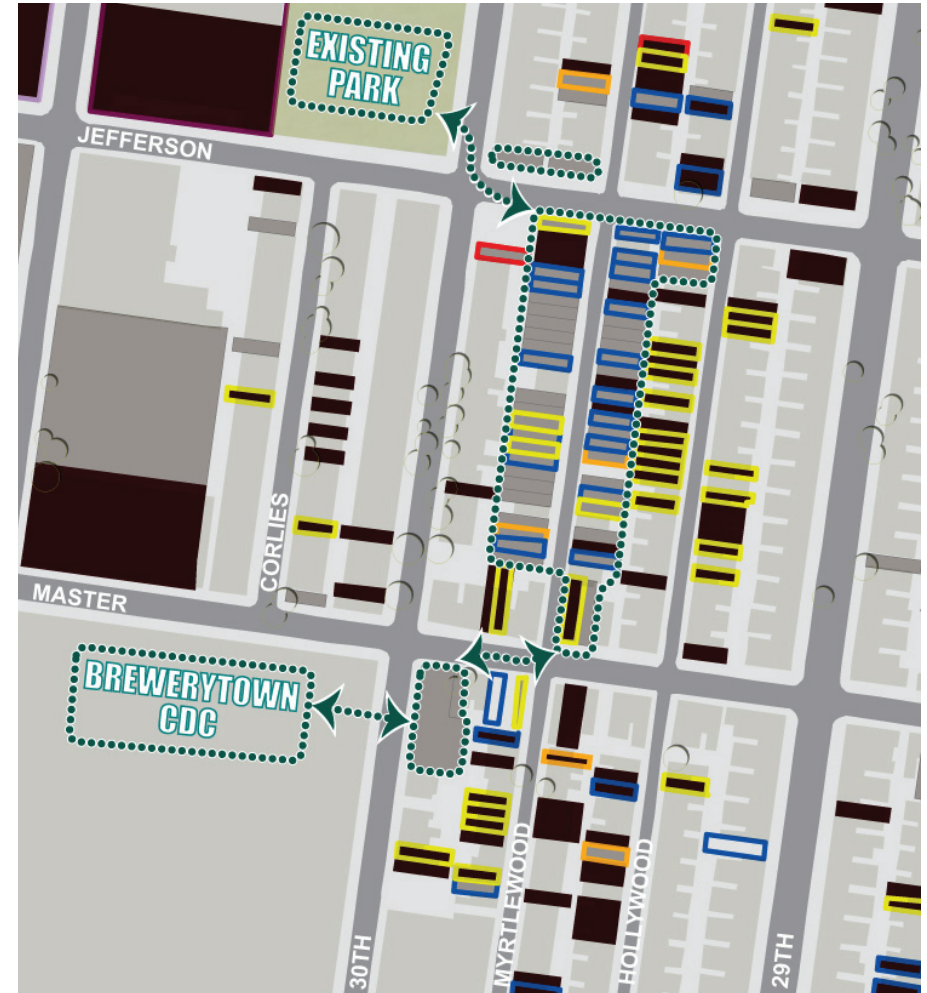 EXISTING
PARK
JEFFERSON
CORLIES
MASTER
BREWERYTOWN
CDC
30TH
MYRTLEWOOD
HOLLYWOOD
29TH